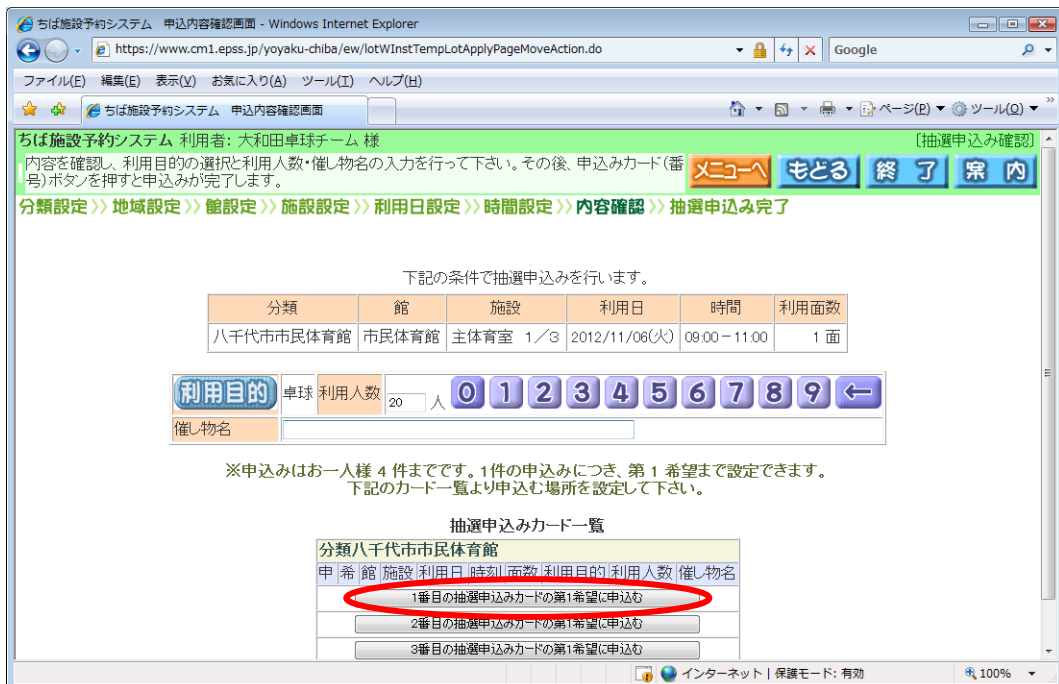 ちば施設予約システム　申込内容確認画面 - Windows Internet Explorer
https://www.cm1.epss.jp/yoyaku-chiba/ew/lotWInstTempLotApplyPageMoveAction.do
Google
ファイル(F) 編集(E) 表示(V) お気に入り(A) ツール(T) ヘルプ(H)
ちば施設予約システム　申込内容確認画面
ページ(P) ツール(O) »
ちば施設予約システム 利用者: 大和田卓球チーム 様 [抽選申込み確認]
内容を確認し、利用目的の選択と利用人数・催し物名の入力を行って下さい。その後、申込みカード(番
号)ボタンを押すと申込みが完了します。
メニューへ もどる 終了 案内
分類設定 >> 地域設定 >> 館設定 >> 施設設定 >> 利用日設定 >> 時間設定 >> 内容確認 >> 抽選申込み完了
下記の条件で抽選申込みを行います。
分類 館 施設 利用日 時間 利用面数
八千代市市民体育館 市民体育館 主体育室 1／3 2012/11/06(火) 09:00－11:00 1 面
利用目的 卓球 利用人数 20 人 0 1 2 3 4 5 6 7 8 9 ←
催し物名
※申込みはお一人様 4 件までです。1件の申込みにつき、第 1 希望まで設定できます。
下記のカード一覧より申込む場所を設定して下さい。
抽選申込みカード一覧
分類八千代市市民体育館
申 希 館 施設 利用日 時刻 面数 利用目的 利用人数 催し物名
1番目の抽選申込みカードの第1希望に申込む
2番目の抽選申込みカードの第1希望に申込む
3番目の抽選申込みカードの第1希望に申込む
インターネット | 保護モード: 有効 100%